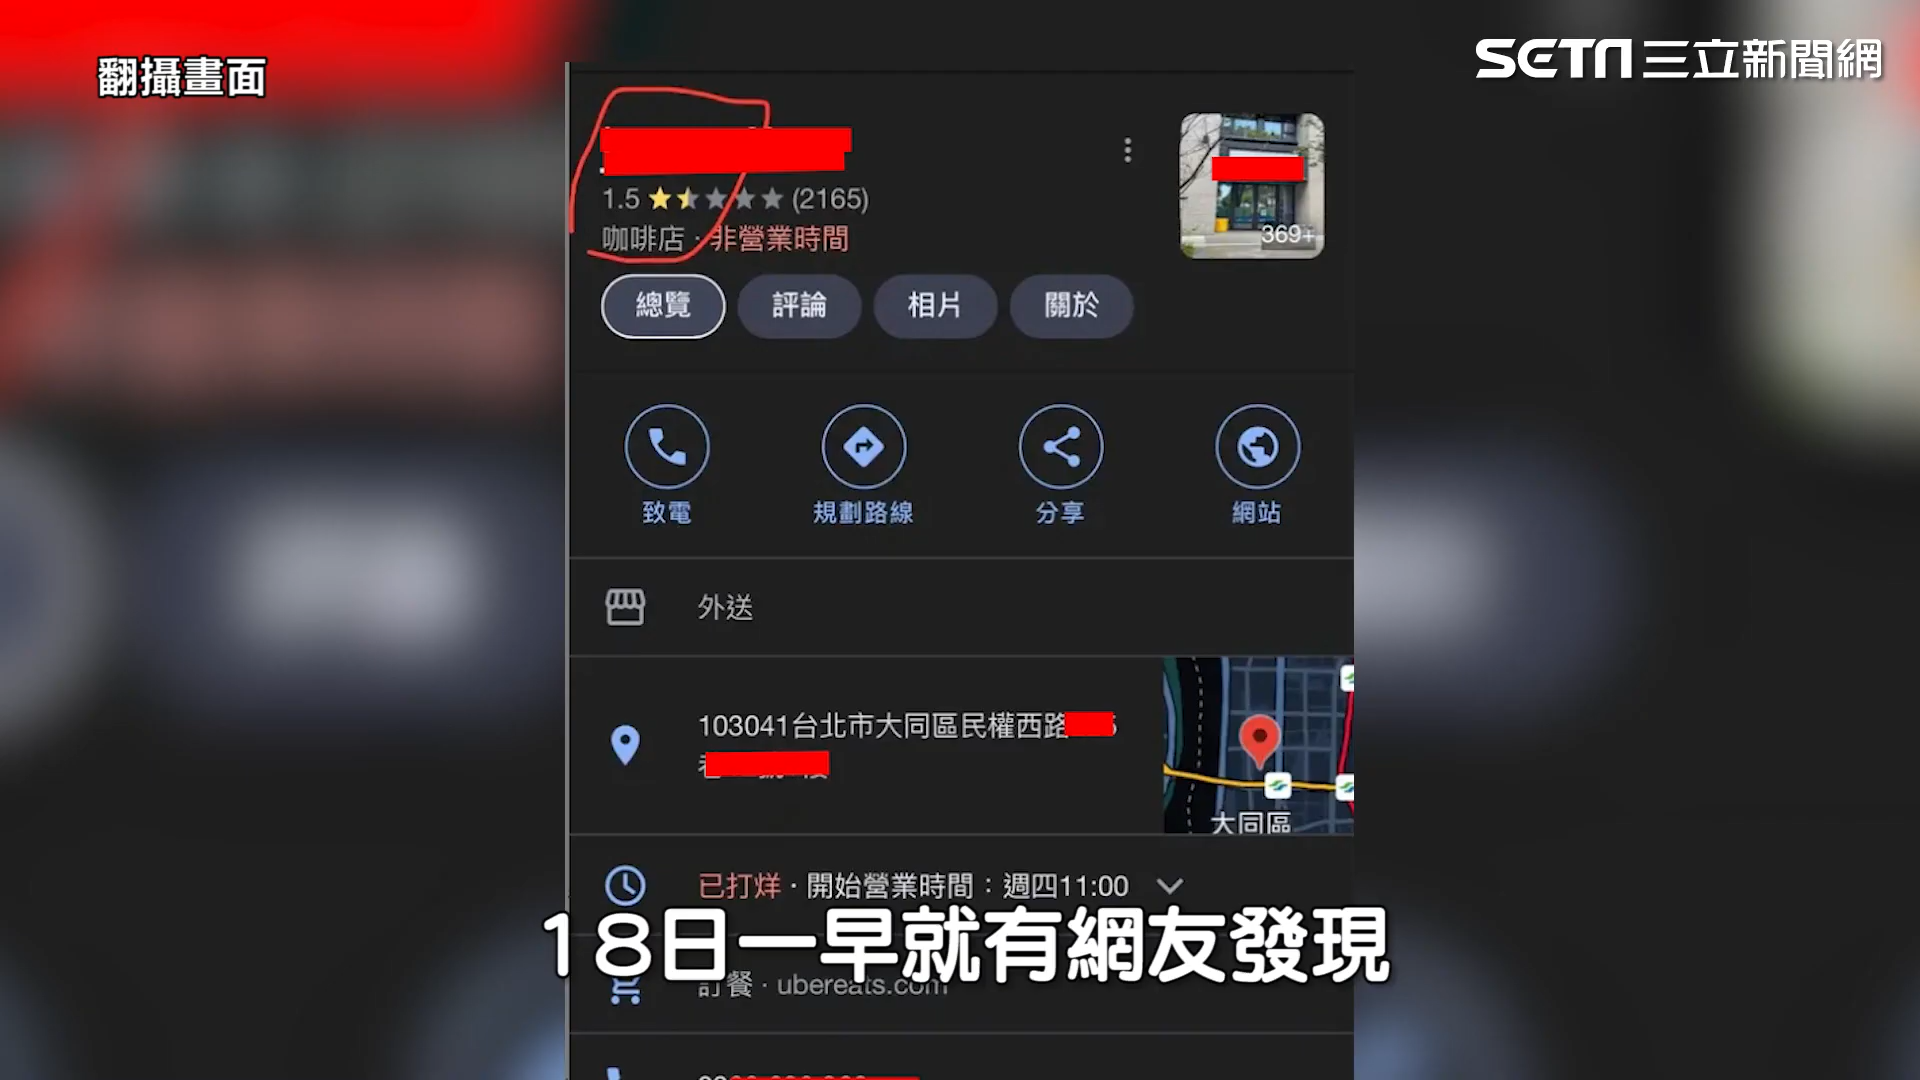 翻攝畫面
SETN三立新聞網
1.5 (2165)
咖啡店·非營業時間
369+
總覽
評論
相片
關於
致電
規劃路線
分享
網站
外送
103041台北市大同區民權西路
大同區
已打烊·開始營業時間：週四11:00
18日一早就有網友發現
訂餐·ubereats.com